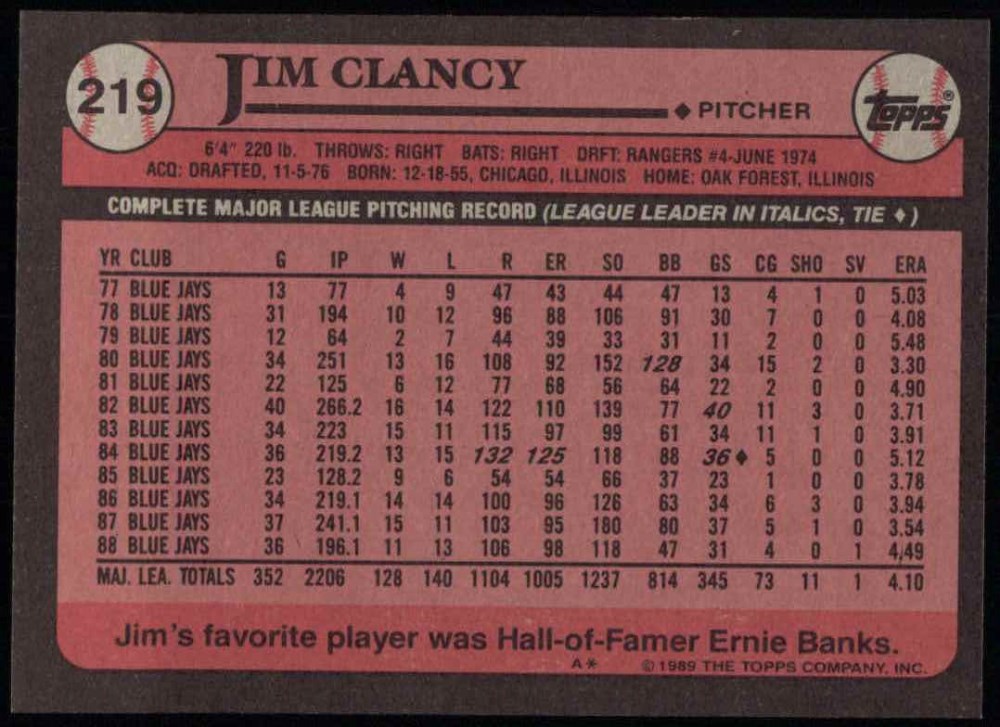 219
JIM CLANCY
◆ PITCHER
Topps®
6'4" 220 lb. THROWS: RIGHT BATS: RIGHT DRFT: RANGERS #4-JUNE 1974
ACQ: DRAFTED, 11-5-76 BORN: 12-18-55, CHICAGO, ILLINOIS HOME: OAK FOREST, ILLINOIS
COMPLETE MAJOR LEAGUE PITCHING RECORD (LEAGUE LEADER IN ITALICS, TIE ♦)
YR CLUB G IP W L R ER SO BB GS CG SHO SV ERA
77 BLUE JAYS 13 77 4 9 47 43 44 47 13 4 1 0 5.03
78 BLUE JAYS 31 194 10 12 96 88 106 91 30 7 0 0 4.08
79 BLUE JAYS 12 64 2 7 44 39 33 31 11 2 0 0 5.48
80 BLUE JAYS 34 251 13 16 108 92 152 128 34 15 2 0 3.30
81 BLUE JAYS 22 125 6 12 77 68 56 64 22 2 0 0 4.90
82 BLUE JAYS 40 266.2 16 14 122 110 139 77 40 11 3 0 3.71
83 BLUE JAYS 34 223 15 11 115 97 99 61 34 11 1 0 3.91
84 BLUE JAYS 36 219.2 13 15 132 125 118 88 36♦ 5 0 0 5.12
85 BLUE JAYS 23 128.2 9 6 54 54 66 37 23 1 0 0 3.78
86 BLUE JAYS 34 219.1 14 14 100 96 126 63 34 6 3 0 3.94
87 BLUE JAYS 37 241.1 15 11 103 95 180 80 37 5 1 0 3.54
88 BLUE JAYS 36 196.1 11 13 106 98 118 47 31 4 0 1 4,49
MAJ. LEA. TOTALS 352 2206 128 140 1104 1005 1237 814 345 73 11 1 4.10
Jim's favorite player was Hall-of-Famer Ernie Banks.
A* © 1989 THE TOPPS COMPANY, INC.